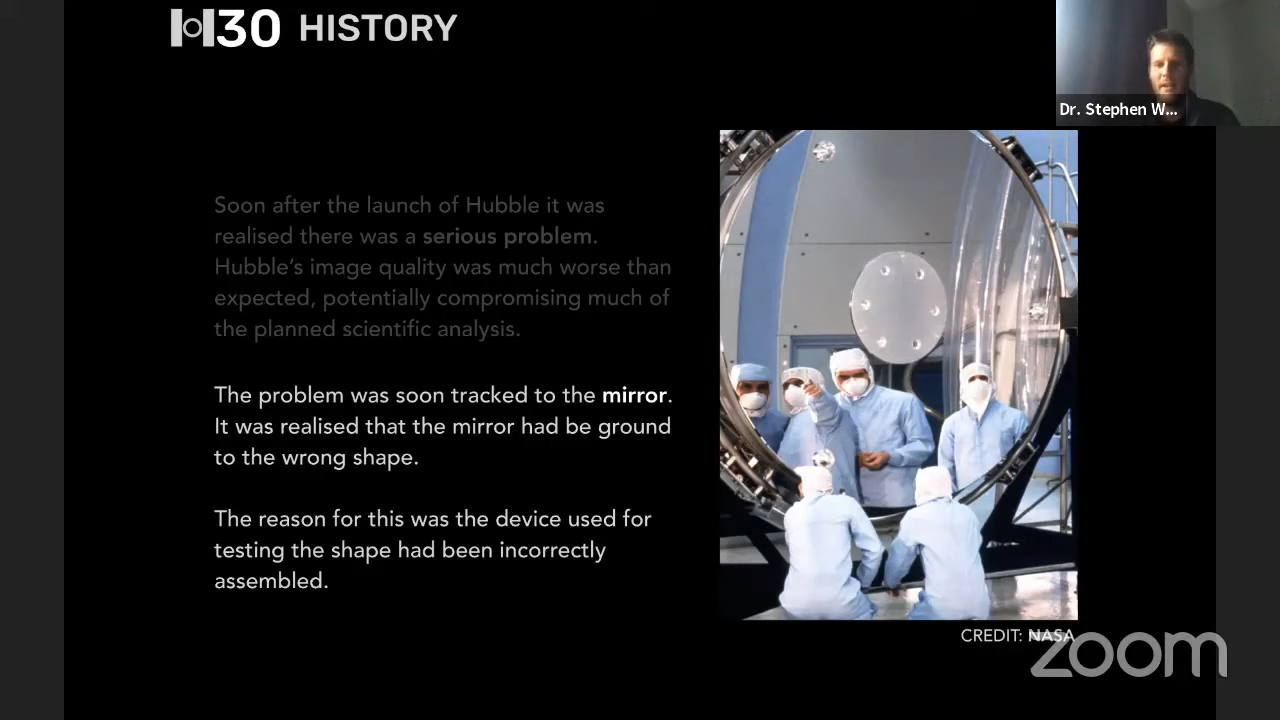 H30 HISTORY
Dr. Stephen W...
Soon after the launch of Hubble it was
realised there was a serious problem.
Hubble's image quality was much worse than
expected, potentially compromising much of
the planned scientific analysis.
The problem was soon tracked to the mirror.
It was realised that the mirror had be ground
to the wrong shape.
The reason for this was the device used for
testing the shape had been incorrectly
assembled.
CREDIT: NASA
zoom